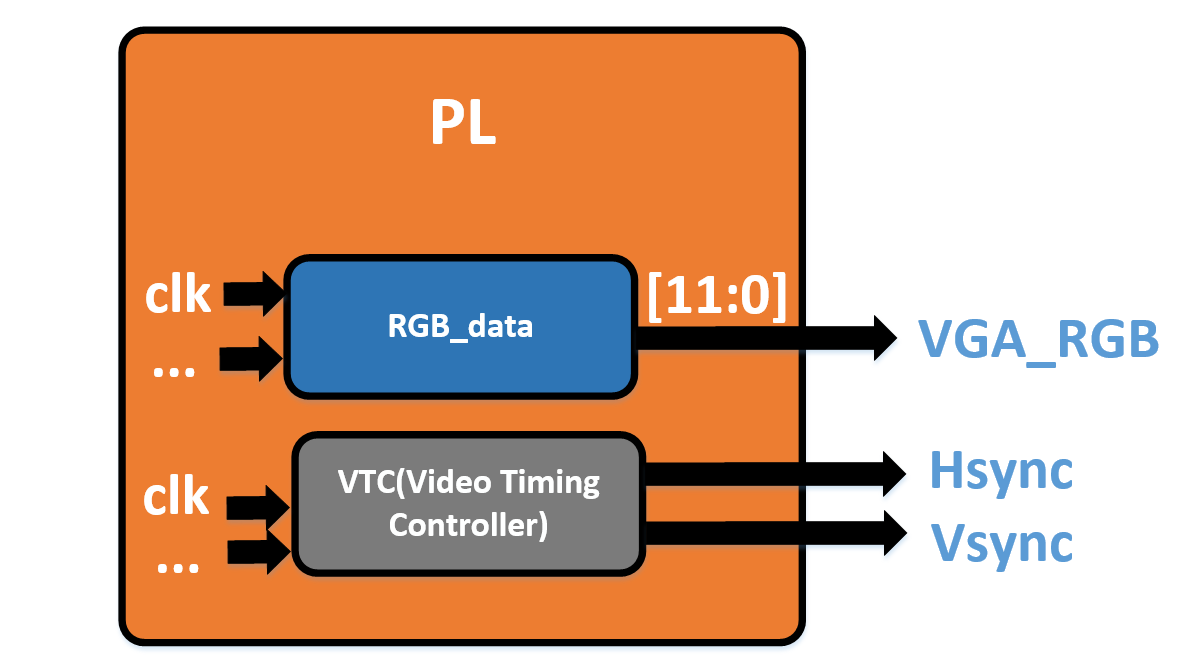 PL
clk
...
RGB_data
[11:0]
VGA_RGB
clk
...
VTC(Video Timing
Controller)
Hsync
Vsync